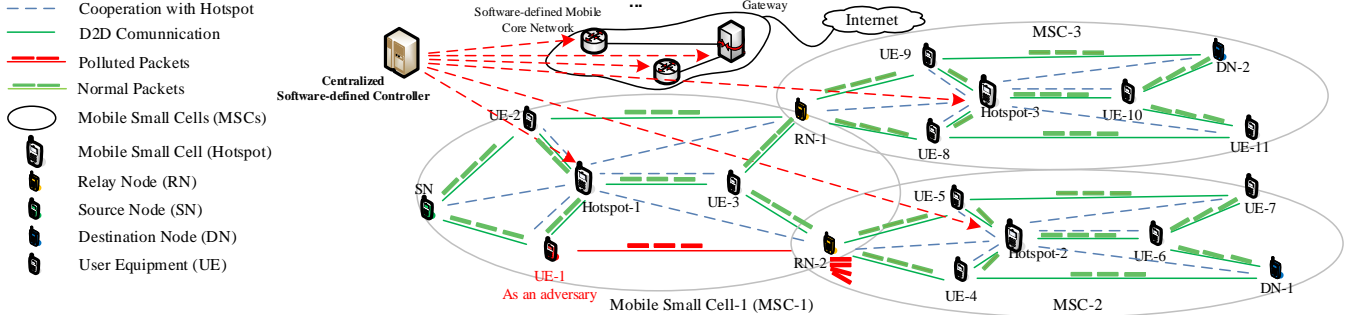 Cooperation with Hotspot
D2D Comunnication
Polluted Packets
Normal Packets
Mobile Small Cells (MSCs)
Mobile Small Cell (Hotspot)
Relay Node (RN)
Source Node (SN)
Destination Node (DN)
User Equipment (UE)
Software-defined Mobile
Core Network
...
Gateway
Internet
Centralized
Software-defined Controller
MSC-3
UE-9
DN-2
Hotspot-3
UE-10
RN-1
UE-8
UE-11
UE-2
SN
Hotspot-1
UE-3
UE-1
As an adversary
RN-2
Mobile Small Cell-1 (MSC-1)
UE-5
UE-7
Hotspot-2
UE-6
UE-4
DN-1
MSC-2